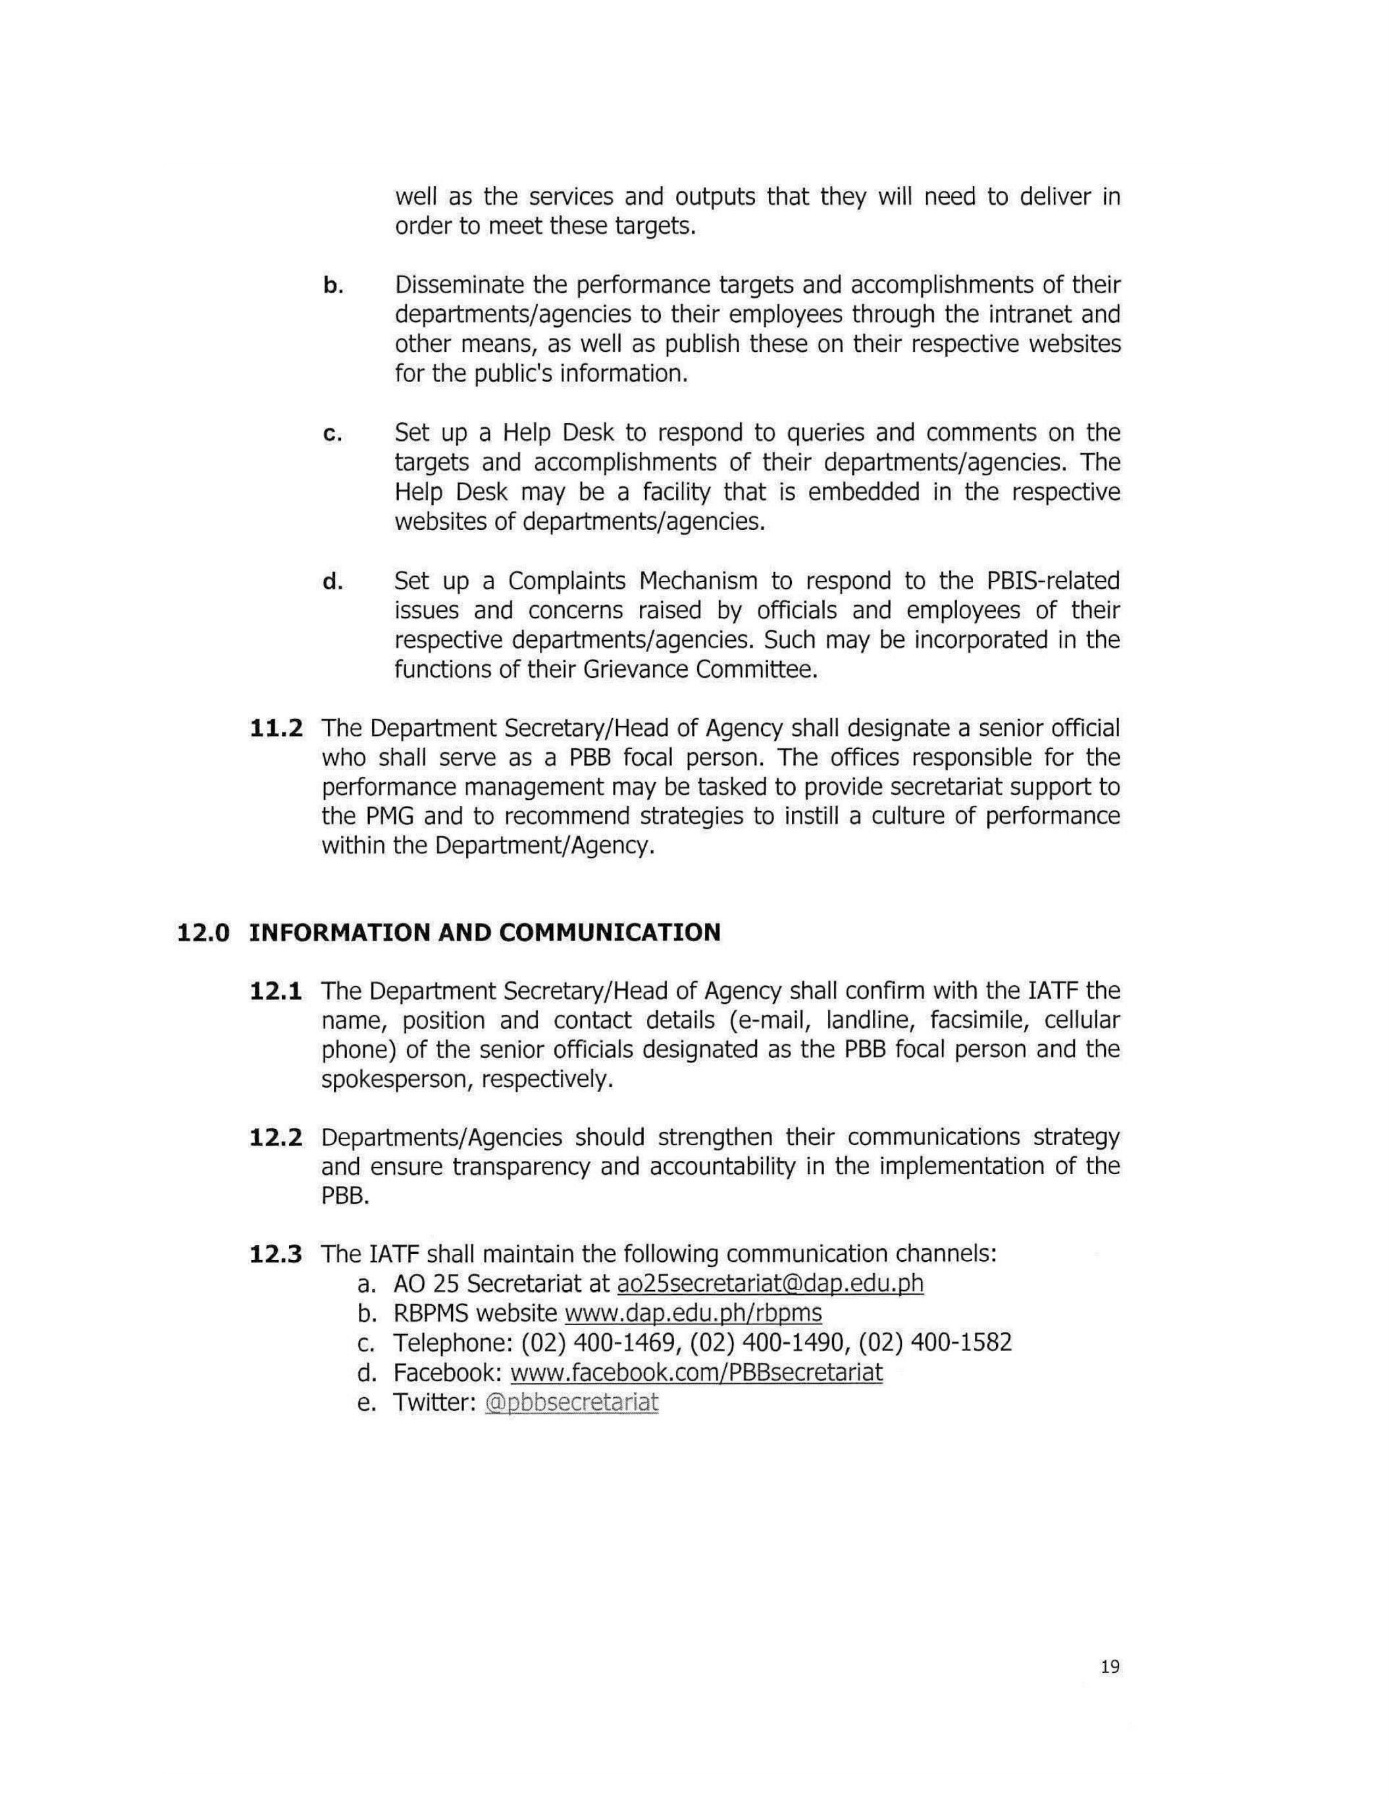 well as the services and outputs that they will need to deliver in
order to meet these targets.
b. Disseminate the performance targets and accomplishments of their
departments/agencies to their employees through the intranet and
other means, as well as publish these on their respective websites
for the public's information.
c. Set up a Help Desk to respond to queries and comments on the
targets and accomplishments of their departments/agencies. The
Help Desk may be a facility that is embedded in the respective
websites of departments/agencies.
d. Set up a Complaints Mechanism to respond to the PBIS-related
issues and concerns raised by officials and employees of their
respective departments/agencies. Such may be incorporated in the
functions of their Grievance Committee.
11.2 The Department Secretary/Head of Agency shall designate a senior official
who shall serve as a PBB focal person. The offices responsible for the
performance management may be tasked to provide secretariat support to
the PMG and to recommend strategies to instill a culture of performance
within the Department/Agency.
12.0 INFORMATION AND COMMUNICATION
12.1 The Department Secretary/Head of Agency shall confirm with the IATF the
name, position and contact details (e-mail, landline, facsimile, cellular
phone) of the senior officials designated as the PBB focal person and the
spokesperson, respectively.
12.2 Departments/Agencies should strengthen their communications strategy
and ensure transparency and accountability in the implementation of the
PBB.
12.3 The IATF shall maintain the following communication channels:
a. AO 25 Secretariat at ao25secretariat@dap.edu.ph
b. RBPMS website www.dap.edu.ph/rbpms
c. Telephone: (02) 400-1469, (02) 400-1490, (02) 400-1582
d. Facebook: www.facebook.com/PBBsecretariat
e. Twitter: @pbbsecretariat
19